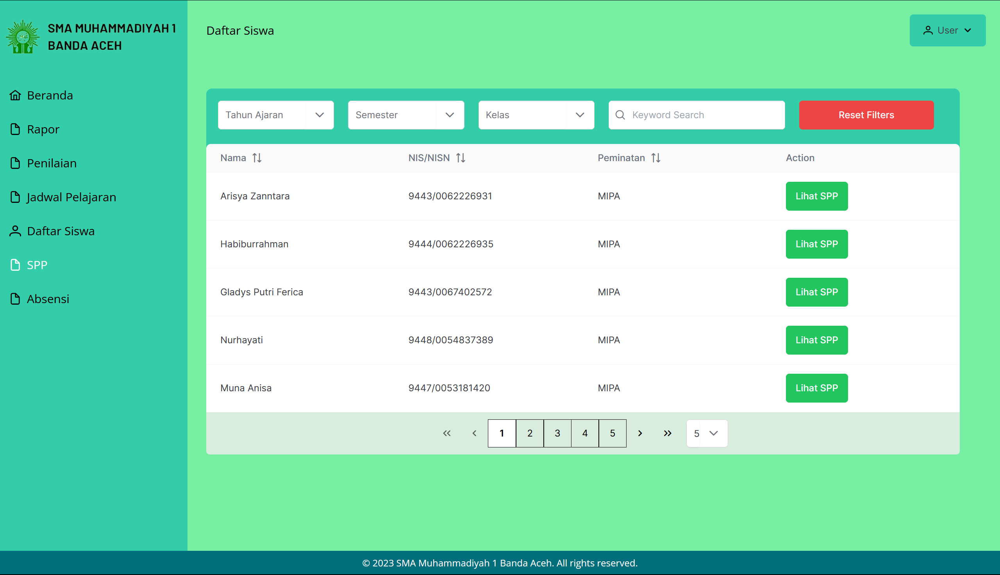 SMA MUHAMMADIYAH 1
BANDA ACEH
Daftar Siswa
User
Beranda
Rapor
Penilaian
Jadwal Pelajaran
Daftar Siswa
SPP
Absensi
Tahun Ajaran Semester Kelas Keyword Search Reset Filters
Nama NIS/NISN Peminatan Action
Arisya Zanntara 9443/0062226931 MIPA Lihat SPP
Habiburrahman 9444/0062226935 MIPA Lihat SPP
Gladys Putri Ferica 9443/0067402572 MIPA Lihat SPP
Nurhayati 9448/0054837389 MIPA Lihat SPP
Muna Anisa 9447/0053181420 MIPA Lihat SPP
1 2 3 4 5 5
© 2023 SMA Muhammadiyah 1 Banda Aceh. All rights reserved.